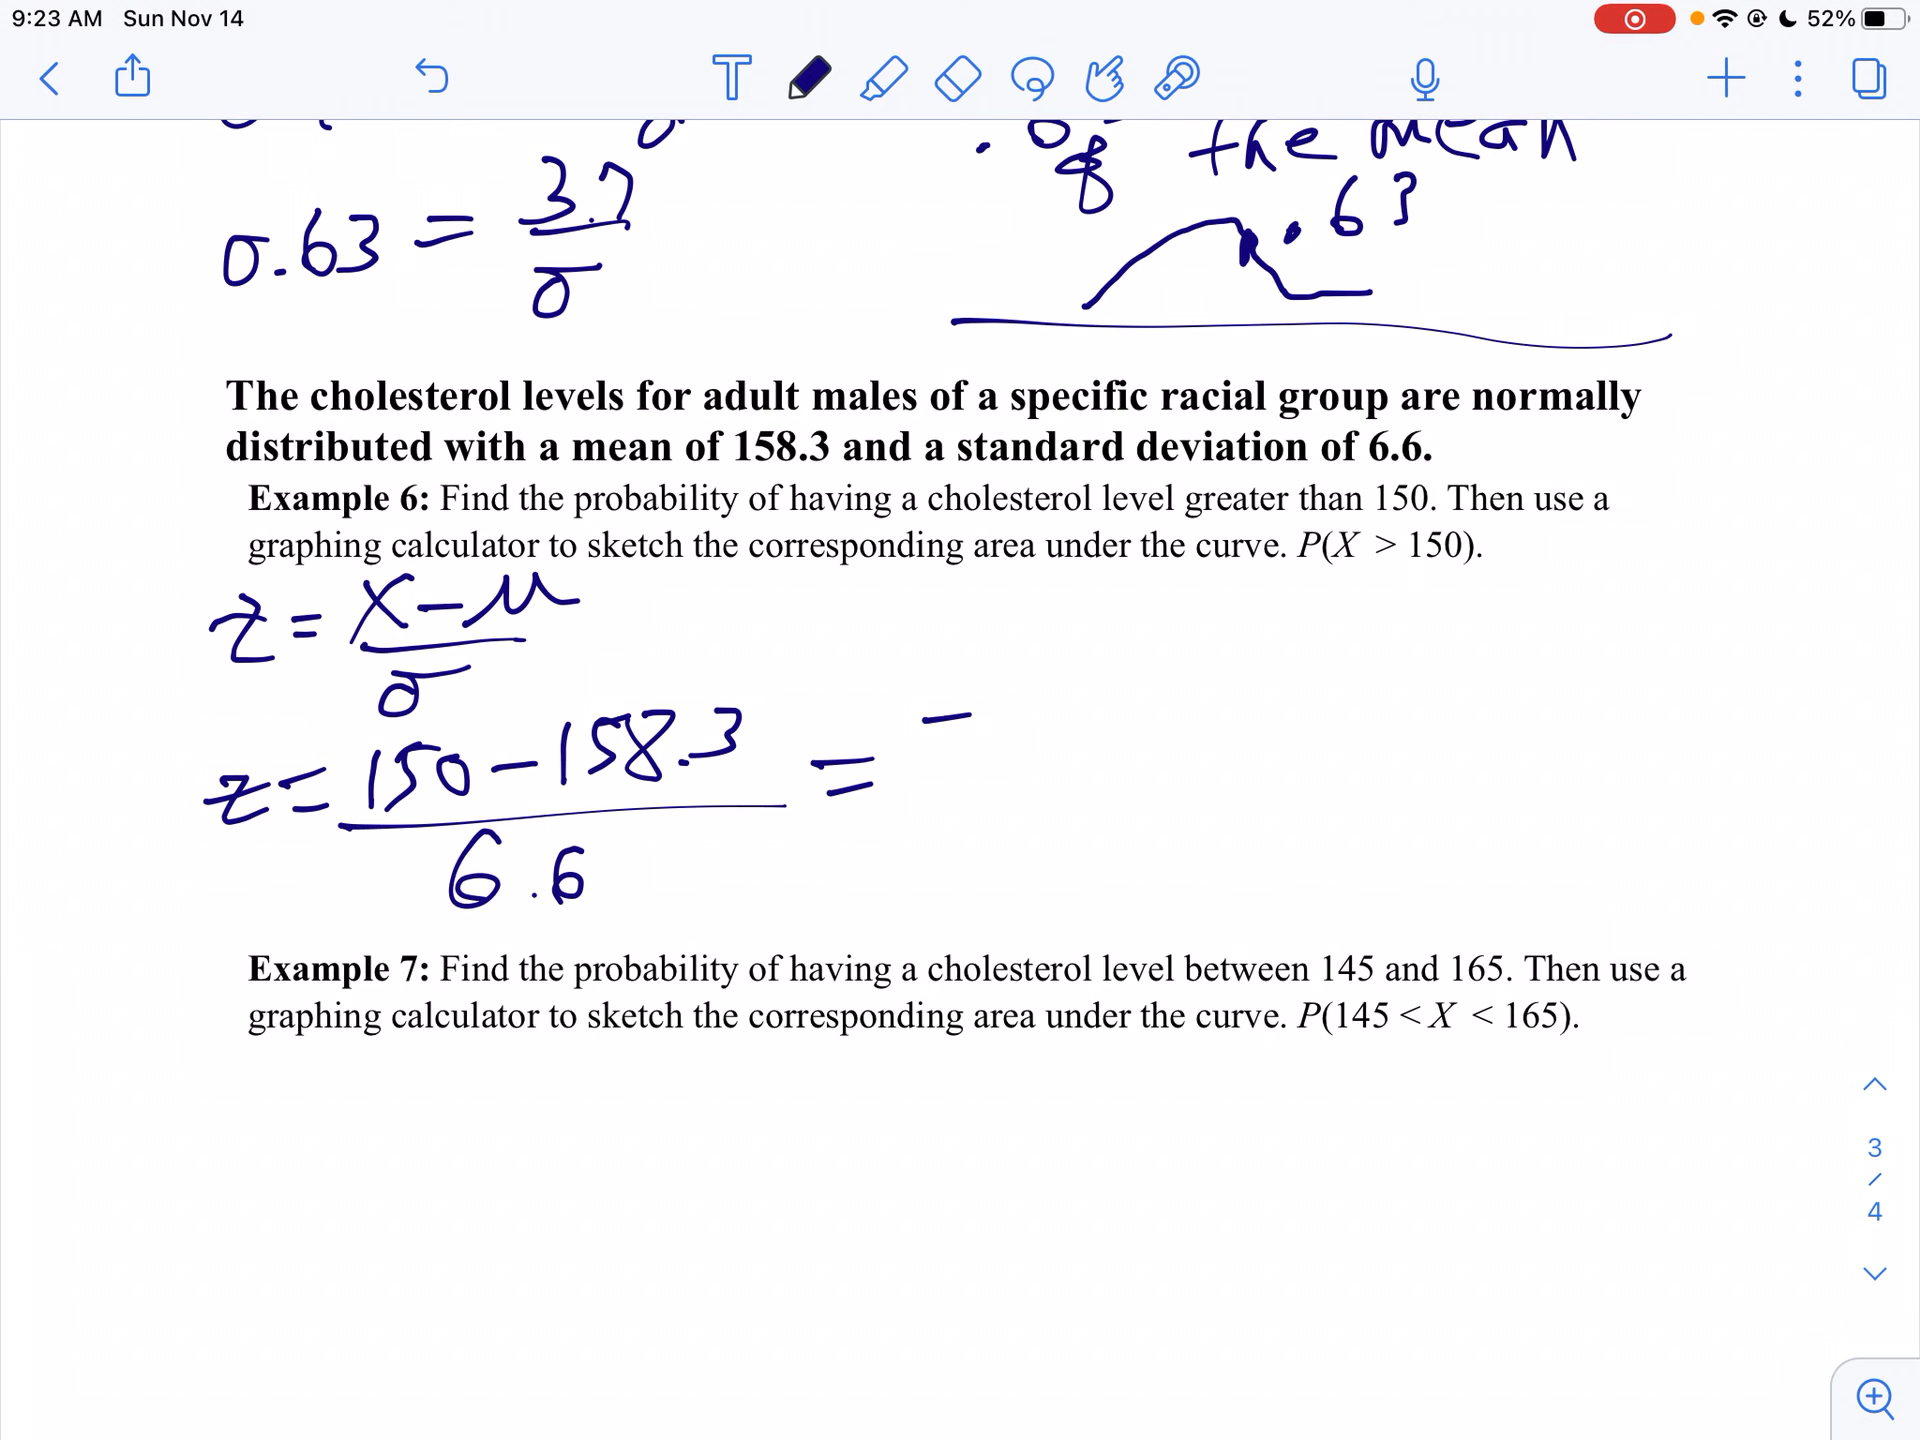 9:23 AM Sun Nov 14 52%
the mean
0.63 = 3.7
σ
.63
The cholesterol levels for adult males of a specific racial group are normally
distributed with a mean of 158.3 and a standard deviation of 6.6.
Example 6: Find the probability of having a cholesterol level greater than 150. Then use a
graphing calculator to sketch the corresponding area under the curve. P(X > 150).
z = X - μ
σ
z = 150 - 158.3 = -
6.6
Example 7: Find the probability of having a cholesterol level between 145 and 165. Then use a
graphing calculator to sketch the corresponding area under the curve. P(145 < X < 165).
3
/
4